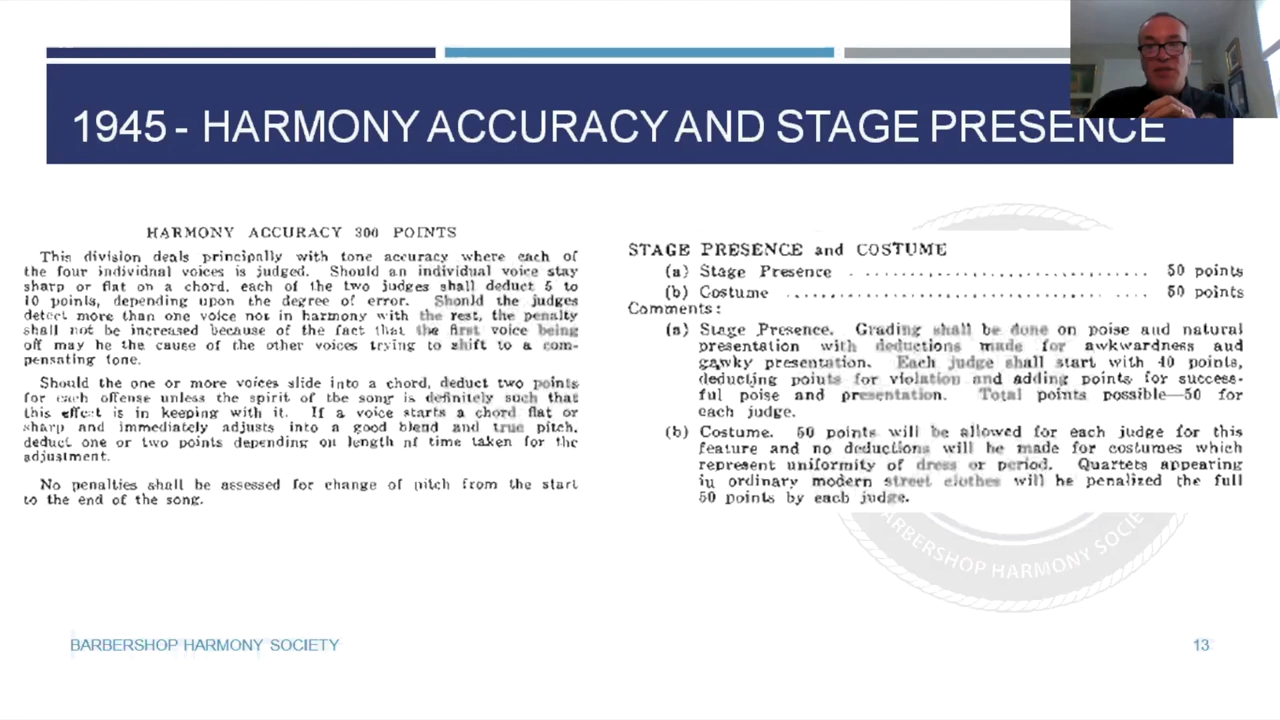 1945 - HARMONY ACCURACY AND STAGE PRESENCE
HARMONY ACCURACY 300 POINTS
This division deals principally with tone accuracy where each of
the four individual voices is judged. Should an individual voice stay
sharp or flat on a chord, each of the two judges shall deduct 5 to
10 points, depending upon the degree of error. Should the judges
detect more than one voice not in harmony with the rest, the penalty
shall not be increased because of the fact that the first voice being
off may be the cause of the other voices trying to shift to a com-
pensating tone.
Should the one or more voices slide into a chord, deduct two points
for each offense unless the spirit of the song is definitely such that
this effect is in keeping with it. If a voice starts a chord flat or
sharp and immediately adjusts into a good blend and true pitch,
deduct one or two points depending on length of time taken for the
adjustment.
No penalties shall be assessed for change of pitch from the start
to the end of the song.
STAGE PRESENCE and COSTUME
(a) Stage Presence .............................. 50 points
(b) Costume .................................... 50 points
Comments:
(a) Stage Presence. Grading shall be done on poise and natural
presentation with deductions made for awkwardness and
gawky presentation. Each judge shall start with 40 points,
deducting points for violation and adding points for success-
ful poise and presentation. Total points possible—50 for
each judge.
(b) Costume. 50 points will be allowed for each judge for this
feature and no deductions will be made for costumes which
represent uniformity of dress or period. Quartets appearing
in ordinary modern street clothes will be penalized the full
50 points by each judge.
BARBERSHOP HARMONY SOCIETY
BARBERSHOP HARMONY SOCIETY
13